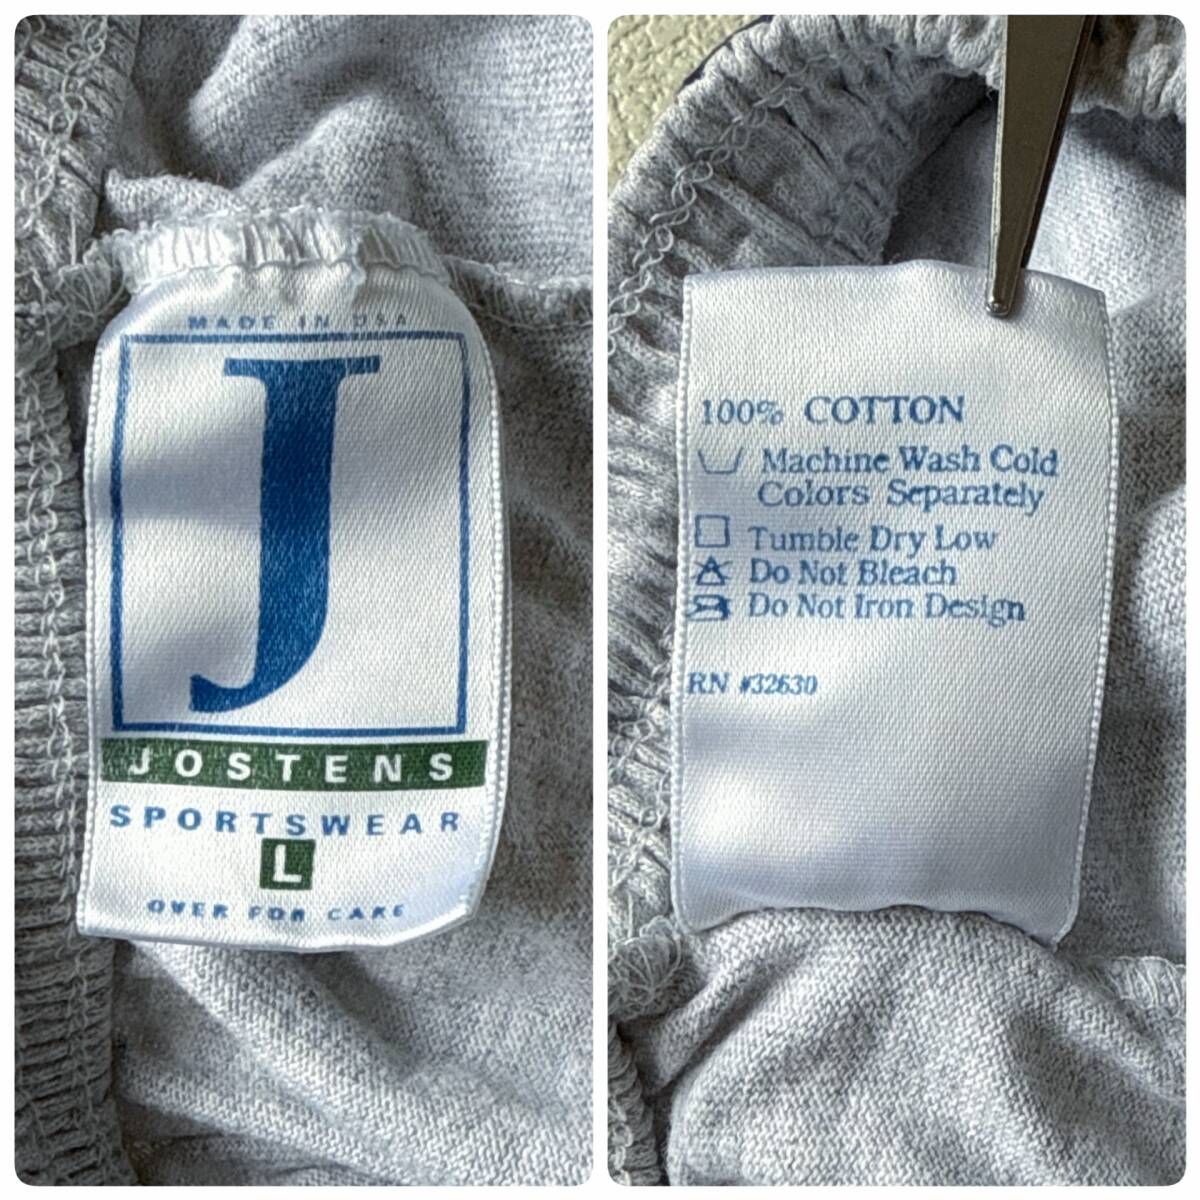 MADE IN USA
J
JOSTENS
SPORTSWEAR
L
OVER FOR CARE
100% COTTON
Machine Wash Cold
Colors Separately
Tumble Dry Low
Do Not Bleach
Do Not Iron Design
RN #32630